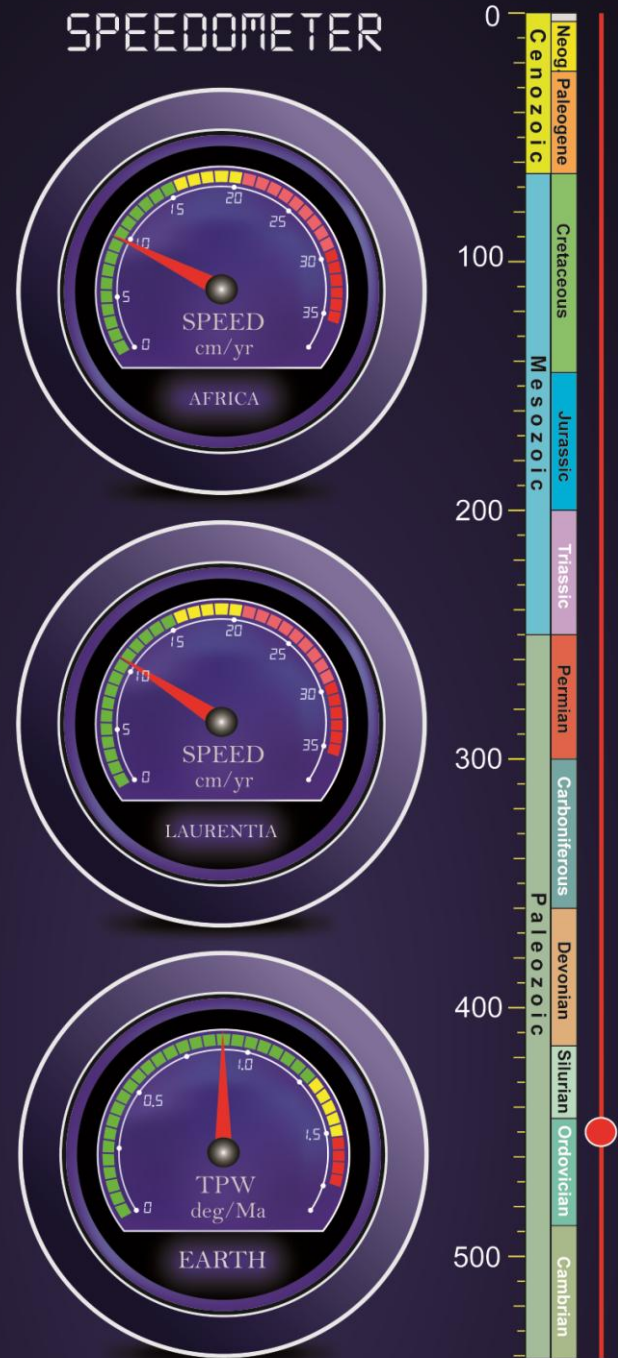 SPEEDOMETER
0
5
10
15
20
25
30
35
SPEED
cm/yr
AFRICA
0
5
10
15
20
25
30
35
SPEED
cm/yr
LAURENTIA
0
0.5
1.0
1.5
TPW
deg/Ma
EARTH
0
100
200
300
400
500
Cenozoic
Mesozoic
Paleozoic
Neog
Paleogene
Cretaceous
Jurassic
Triassic
Permian
Carboniferous
Devonian
Silurian
Ordovician
Cambrian